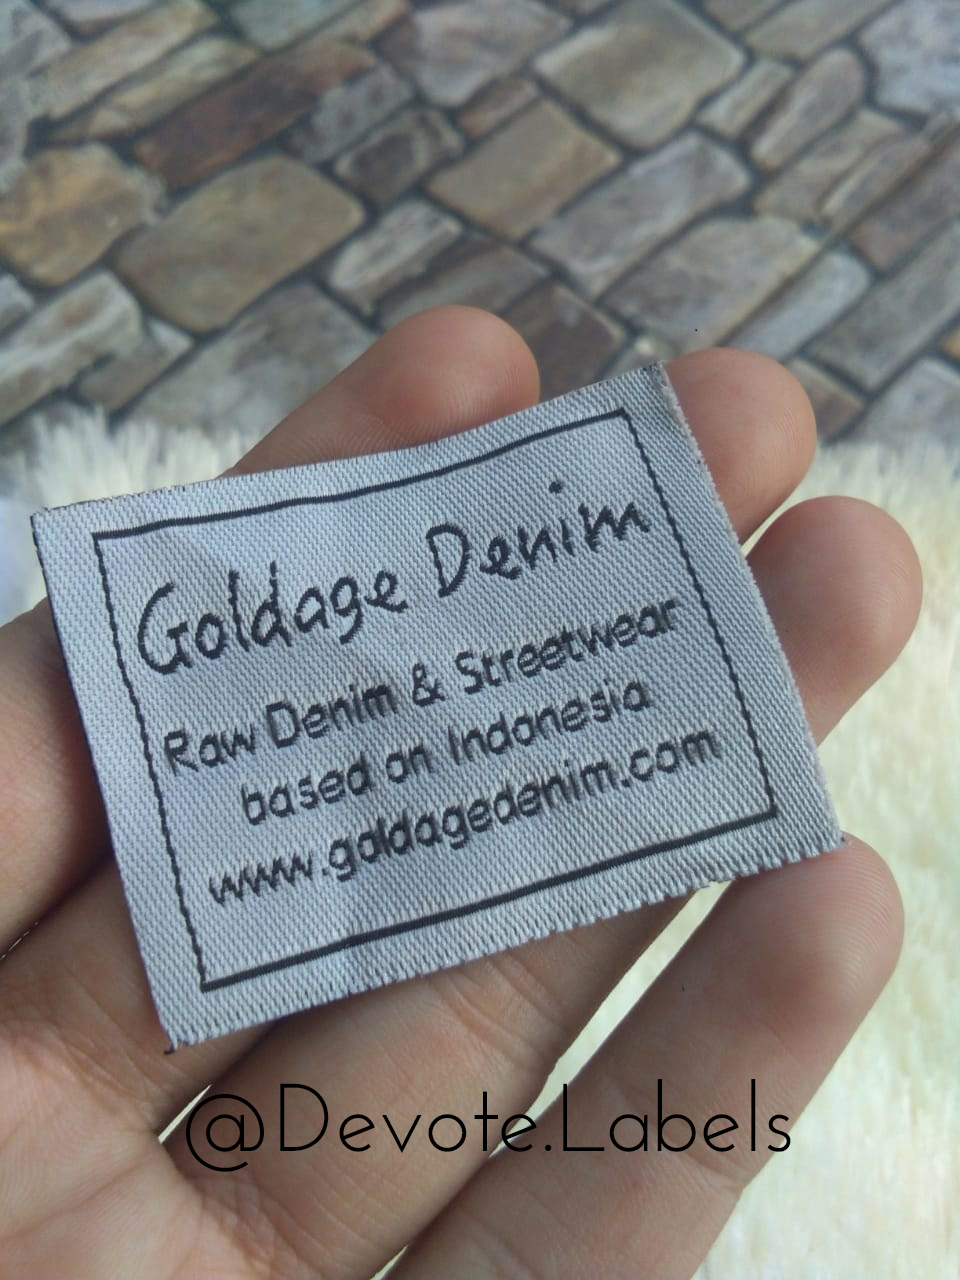 Goldage Denim
Raw Denim & Streetwear
based on Indonesia
www.goldagedenim.com
@Devote.Labels